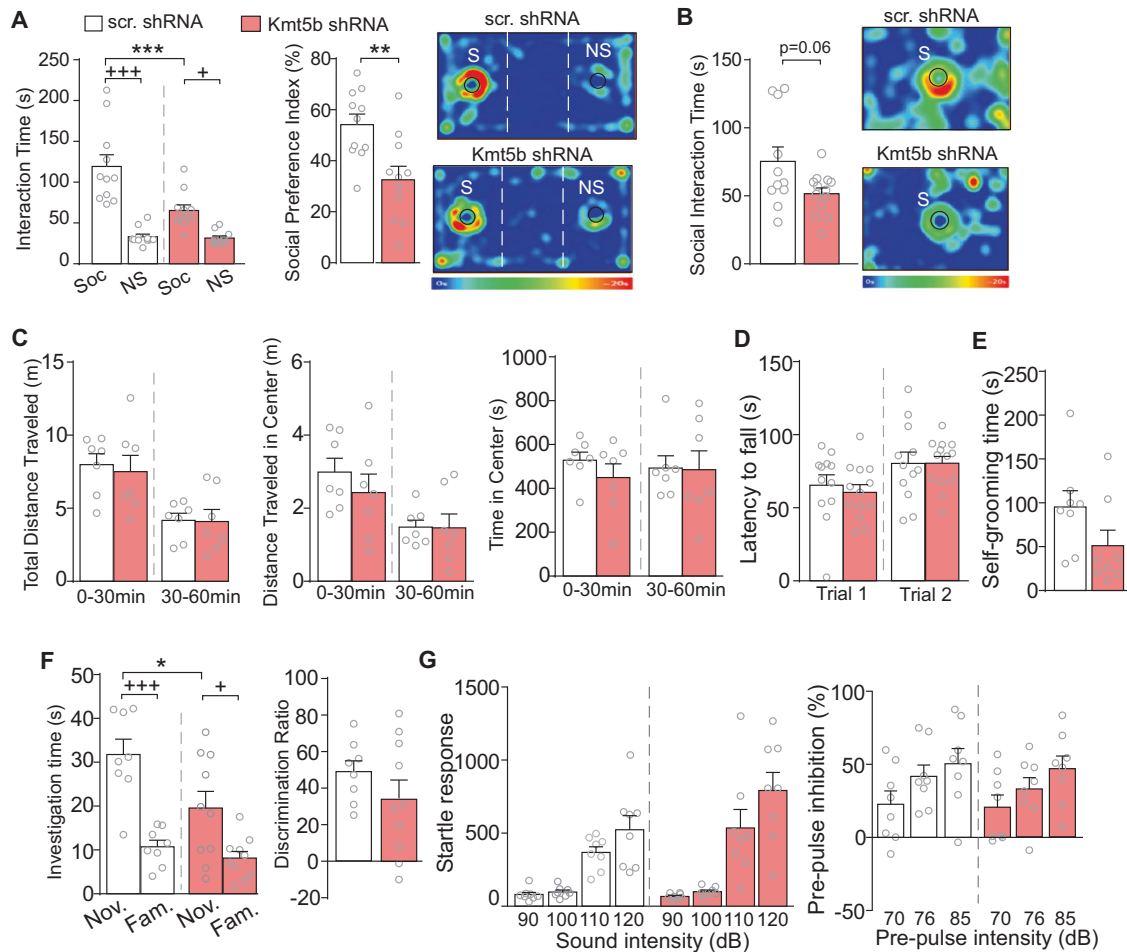 A
scr. shRNA
Kmt5b shRNA
Interaction Time (s)
250
200
150
100
50
0
***
+++
+
Soc
NS
Soc
NS
Social Preference Index (%)
80
60
40
20
0
**
scr. shRNA
S
NS
Kmt5b shRNA
S
NS
0s
~20s
B
Social Interaction Time (s)
150
100
50
0
p=0.06
scr. shRNA
S
Kmt5b shRNA
S
0s
~20s
C
Total Distance Traveled (m)
15
10
5
0
0-30min
30-60min
Distance Traveled in Center (m)
6
4
2
0
0-30min
30-60min
Time in Center (s)
1000
800
600
400
200
0
0-30min
30-60min
D
Latency to fall (s)
150
100
50
0
Trial 1
Trial 2
E
Self-grooming time (s)
250
200
150
100
50
0
F
Investigation time (s)
50
40
30
20
10
0
*
+++
+
Nov.
Fam.
Nov.
Fam.
Discrimination Ratio
100
80
60
40
20
0
-20
G
Startle response
1500
1000
500
0
90 100 110 120 90 100 110 120
Sound intensity (dB)
Pre-pulse inhibition (%)
100
50
0
-50
70 76 85 70 76 85
Pre-pulse intensity (dB)